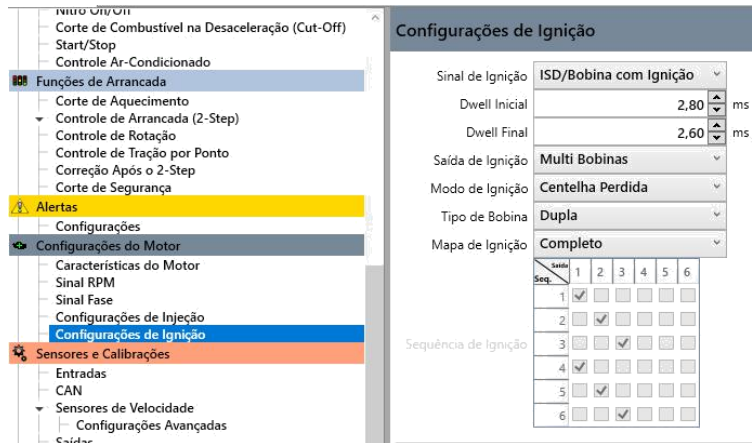 Nitro On/Off
Corte de Combustível na Desaceleração (Cut-Off)
Start/Stop
Controle Ar-Condicionado
Funções de Arrancada
Corte de Aquecimento
Controle de Arrancada (2-Step)
Controle de Rotação
Controle de Tração por Ponto
Correção Após o 2-Step
Corte de Segurança
Alertas
Configurações
Configurações do Motor
Características do Motor
Sinal RPM
Sinal Fase
Configurações de Injeção
Configurações de Ignição
Sensores e Calibrações
Entradas
CAN
Sensores de Velocidade
Configurações Avançadas
Saídas
Configurações de Ignição
Sinal de Ignição ISD/Bobina com Ignição
Dwell Inicial 2,80 ms
Dwell Final 2,60 ms
Saída de Ignição Multi Bobinas
Modo de Ignição Centelha Perdida
Tipo de Bobina Dupla
Mapa de Ignição Completo
Sequência de Ignição
Saída
Seq. 1 2 3 4 5 6
1
2
3
4
5
6